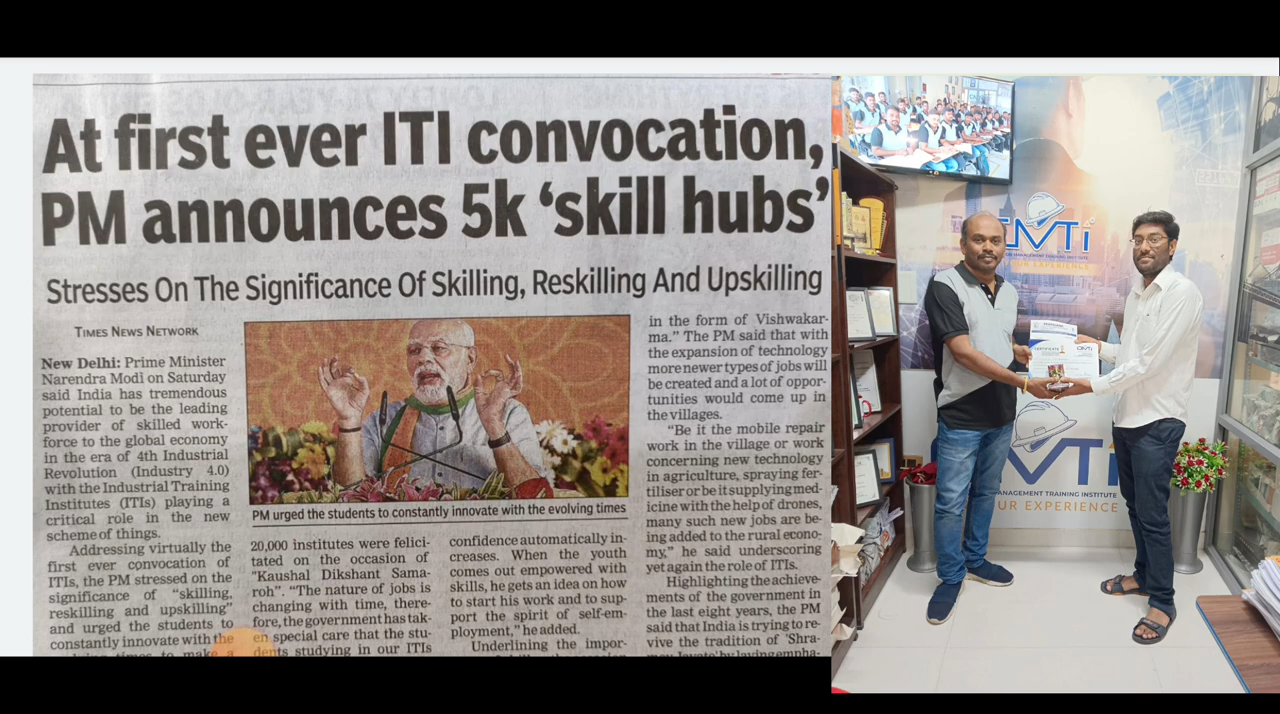 At first ever ITI convocation,
PM announces 5k ‘skill hubs’
Stresses On The Significance Of Skilling, Reskilling And Upskilling
TIMES NEWS NETWORK
New Delhi: Prime Minister
Narendra Modi on Saturday
said India has tremendous
potential to be the leading
provider of skilled work-
force to the global economy
in the era of 4th Industrial
Revolution (Industry 4.0)
with the Industrial Training
Institutes (ITIs) playing a
critical role in the new
scheme of things.
Addressing virtually the
first ever convocation of
ITIs, the PM stressed on the
significance of “skilling,
reskilling and upskilling”
and urged the students to
constantly innovate with the
times to make a
PM urged the students to constantly innovate with the evolving times
20,000 institutes were felici-
tated on the occasion of
“Kaushal Dikshant Sama-
roh”. “The nature of jobs is
changing with time, there-
fore, the government has tak-
en special care that the stu-
dents studying in our ITIs
confidence automatically in-
creases. When the youth
comes out empowered with
skills, he gets an idea on how
to start his work and to sup-
port the spirit of self-em-
ployment,” he added.
Underlining the impor-
in the form of Vishwakar-
ma.” The PM said that with
the expansion of technology
more newer types of jobs will
be created and a lot of oppor-
tunities would come up in
the villages.
“Be it the mobile repair
work in the village or work
concerning new technology
in agriculture, spraying fer-
tiliser or be it supplying med-
icine with the help of drones,
many such new jobs are be-
ing added to the rural econo-
my,” he said underscoring
yet again the role of ITIs.
Highlighting the achieve-
ments of the government in
the last eight years, the PM
said that India is trying to re-
vive the tradition of ‘Shra-
MANAGEMENT TRAINING INSTITUTE
UR EXPERIENCE
CERTIFICATE
MANAGEMENT TRAINING INSTITUTE
UR EXPERIENCE